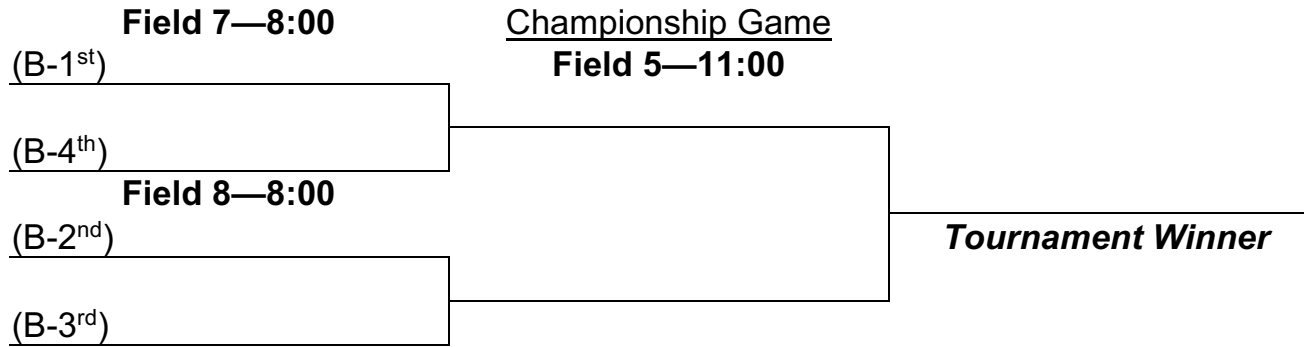 Field 7—8:00 Championship Game
(B-1st) Field 5—11:00
(B-4th)
Field 8—8:00
(B-2nd) Tournament Winner
(B-3rd)